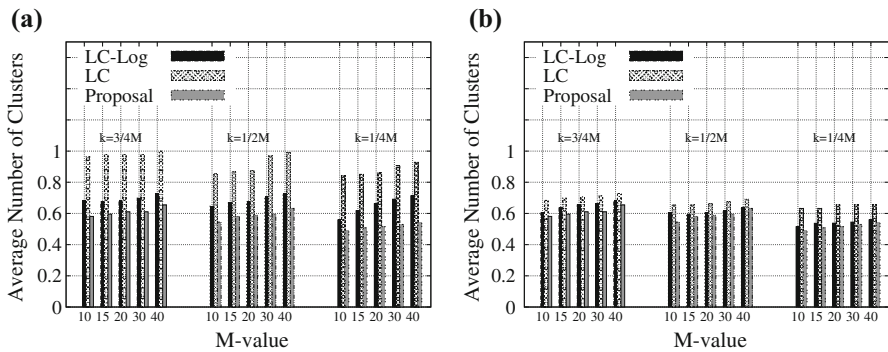 (a)
Average Number of Clusters
1
0.8
0.6
0.4
0.2
0
LC-Log
LC
Proposal
k=3/4M
k=1/2M
k=1/4M
10 15 20 30 40 10 15 20 30 40 10 15 20 30 40
M-value
(b)
Average Number of Clusters
1
0.8
0.6
0.4
0.2
0
LC-Log
LC
Proposal
k=3/4M
k=1/2M
k=1/4M
10 15 20 30 40 10 15 20 30 40 10 15 20 30 40
M-value